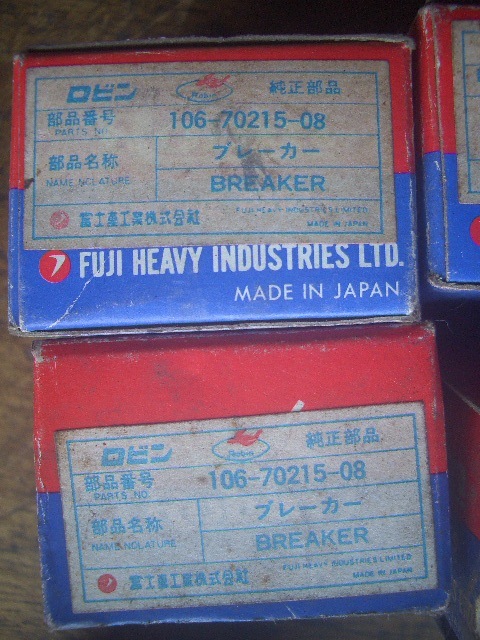 ロビン Robin 純正部品
部品番号 106-70215-08
PARTS NO.
部品名称 ブレーカー
NAME NOLATURE BREAKER
富士重工業株式会社 FUJI HEAVY INDUSTRIES LIMITED
MADE IN JAPAN
FUJI HEAVY INDUSTRIES LTD.
MADE IN JAPAN
ロビン Robin 純正部品
部品番号 106-70215-08
PARTS NO.
部品名称 ブレーカー
NAME NOLATURE BREAKER
富士重工業株式会社 FUJI HEAVY INDUSTRIES LIMITED
MADE IN JAPAN